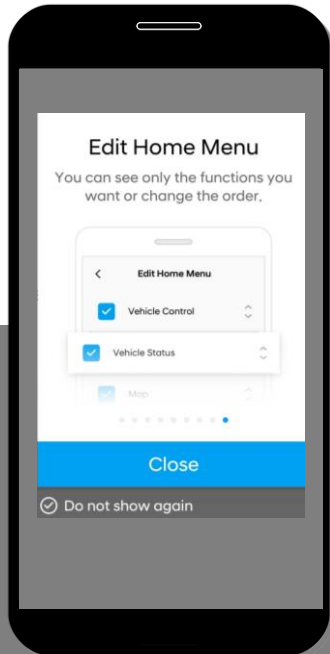 Edit Home Menu
You can see only the functions you
want or change the order.
Edit Home Menu
Vehicle Control
Vehicle Status
Map
Close
Do not show again